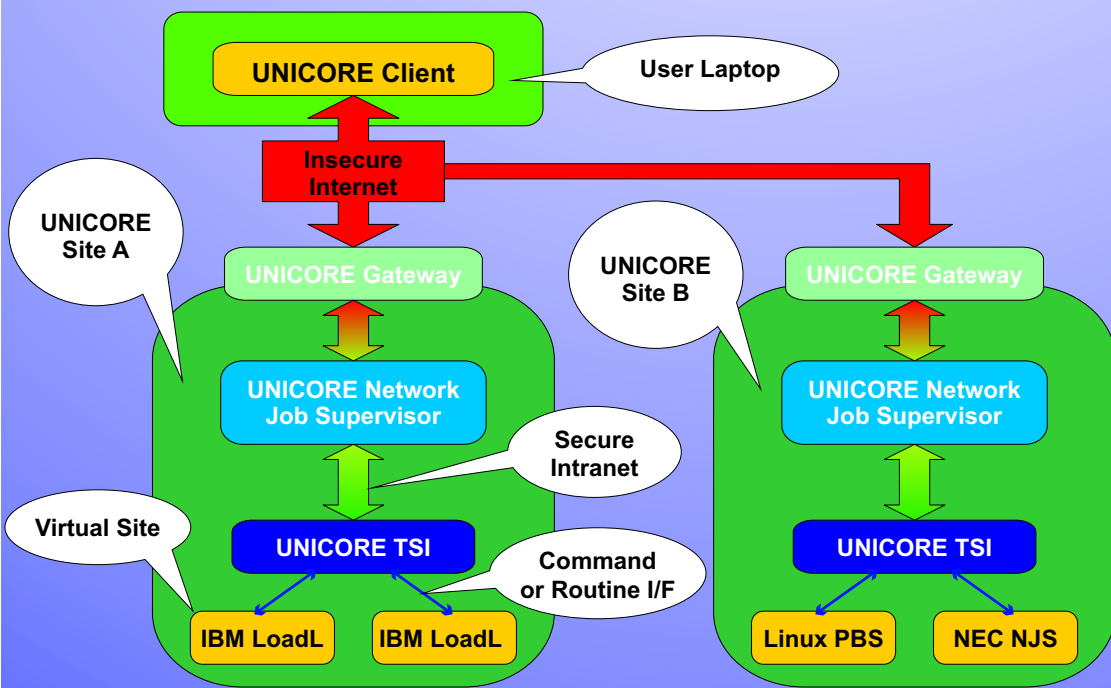 UNICORE Client
User Laptop
Insecure
Internet
UNICORE
Site A
UNICORE Gateway
UNICORE
Site B
UNICORE Gateway
UNICORE Network
Job Supervisor
UNICORE Network
Job Supervisor
Secure
Intranet
Virtual Site
UNICORE TSI
Command
or Routine I/F
UNICORE TSI
IBM LoadL
IBM LoadL
Linux PBS
NEC NJS